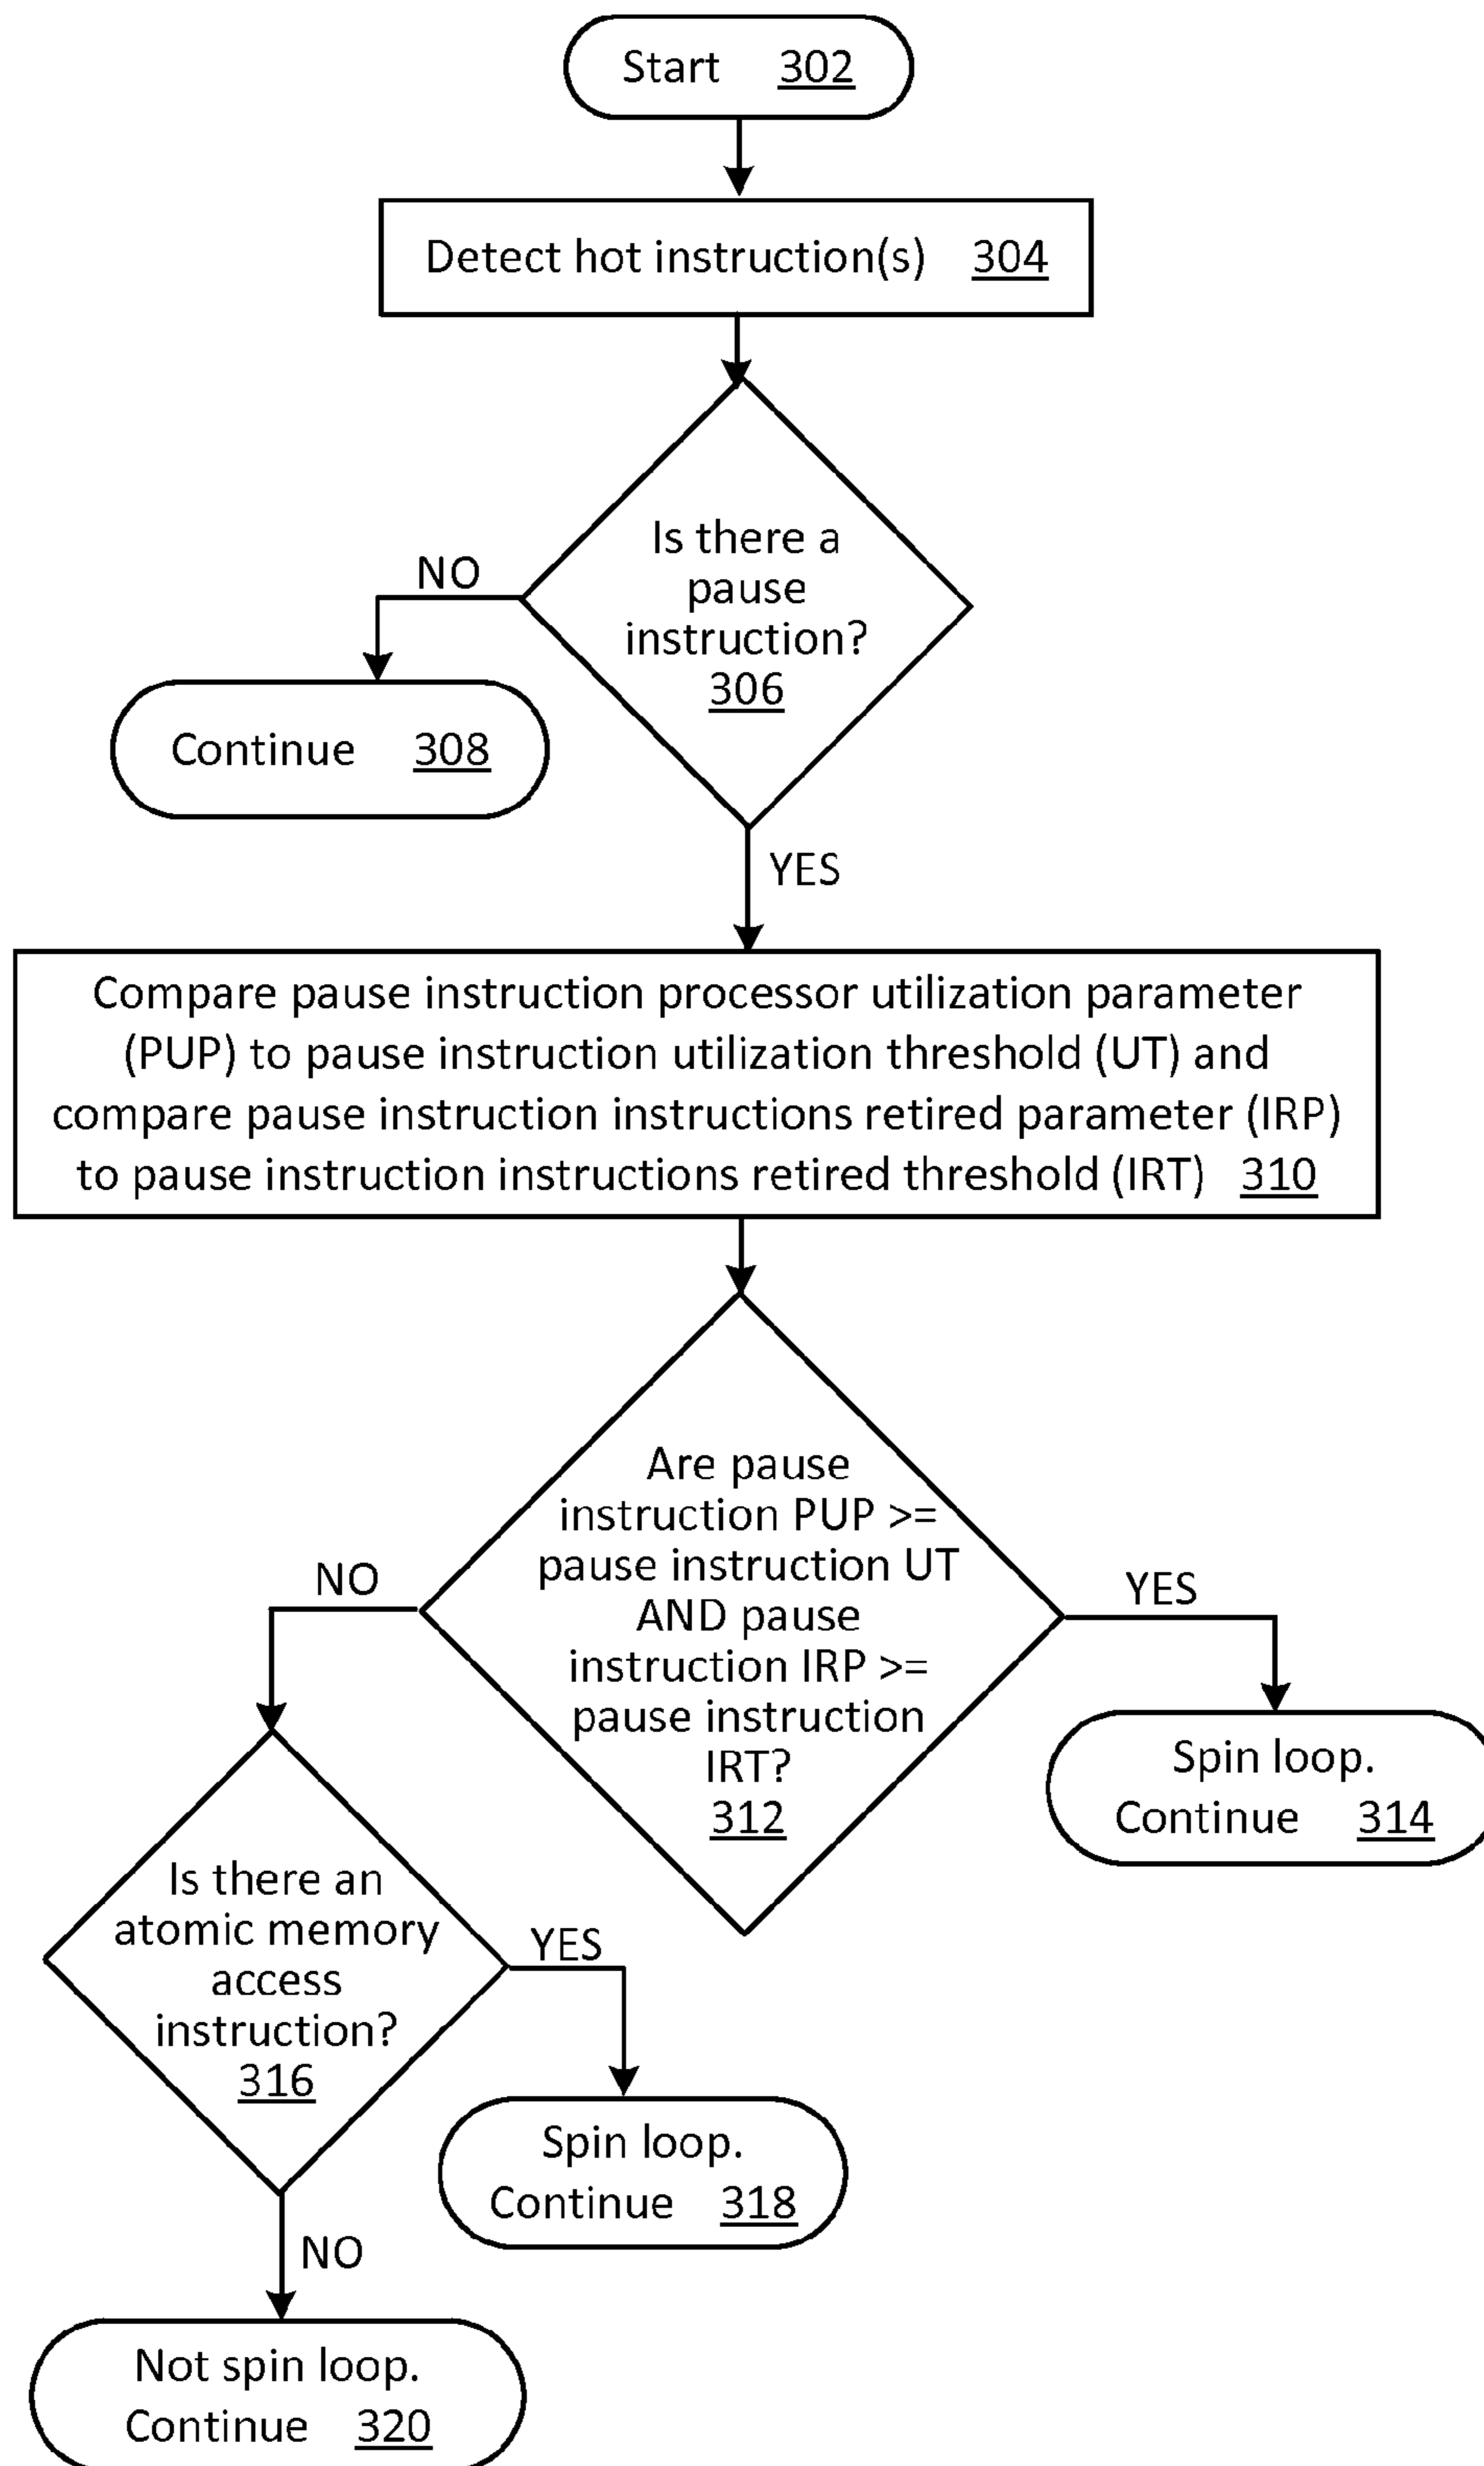 Start 302
Detect hot instruction(s) 304
Is there a
pause
instruction?
306
NO
Continue 308
YES
Compare pause instruction processor utilization parameter
(PUP) to pause instruction utilization threshold (UT) and
compare pause instruction instructions retired parameter (IRP)
to pause instruction instructions retired threshold (IRT) 310
Are pause
instruction PUP >=
pause instruction UT
AND pause
instruction IRP >=
pause instruction
IRT?
312
NO
YES
Spin loop.
Continue 314
Is there an
atomic memory
access
instruction?
316
YES
Spin loop.
Continue 318
NO
Not spin loop.
Continue 320